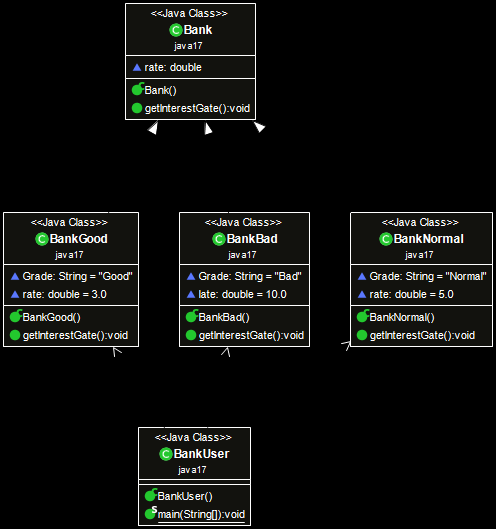 <<Java Class>>
Bank
java17
rate: double
Bank()
getInterestGate():void
<<Java Class>>
BankGood
java17
Grade: String = "Good"
rate: double = 3.0
BankGood()
getInterestGate():void
<<Java Class>>
BankBad
java17
Grade: String = "Bad"
late: double = 10.0
BankBad()
getInterestGate():void
<<Java Class>>
BankNormal
java17
Grade: String = "Normal"
rate: double = 5.0
BankNormal()
getInterestGate():void
<<Java Class>>
BankUser
java17
BankUser()
main(String[]):void